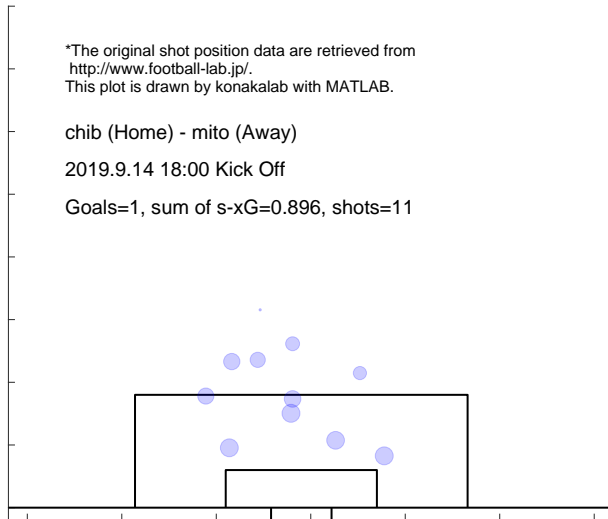 *The original shot position data are retrieved from
http://www.football-lab.jp/.
This plot is drawn by konakalab with MATLAB.
chib (Home) - mito (Away)
2019.9.14 18:00 Kick Off
Goals=1, sum of s-xG=0.896, shots=11